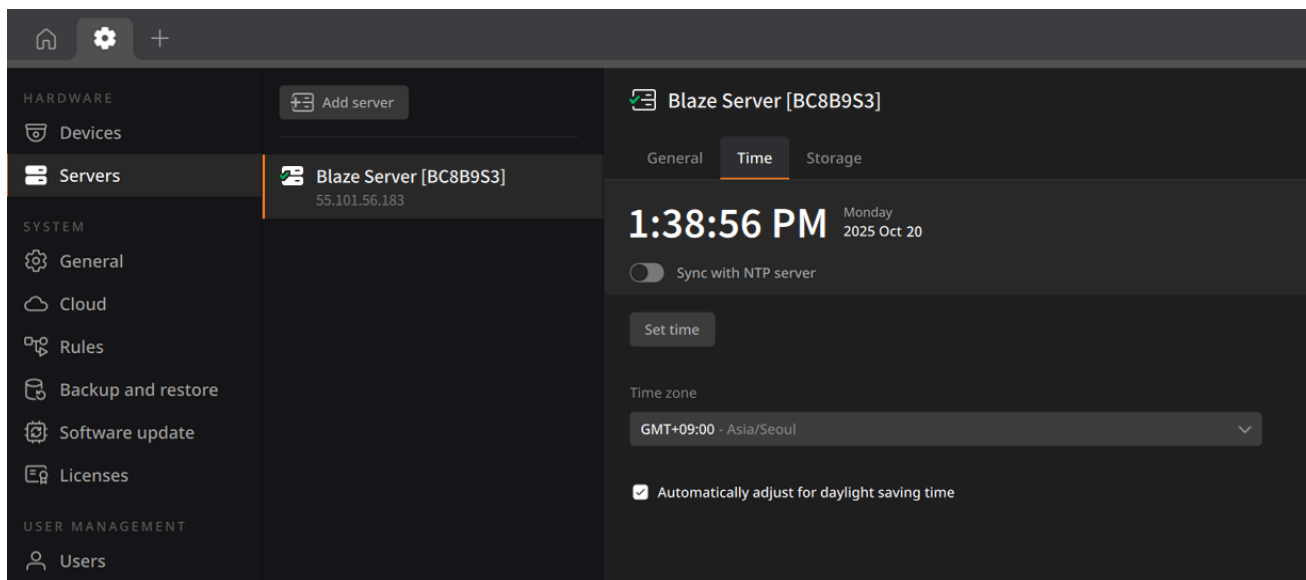 HARDWARE
Devices
Servers
SYSTEM
General
Cloud
Rules
Backup and restore
Software update
Licenses
USER MANAGEMENT
Users
Add server
Blaze Server [BC8B9S3]
55.101.56.183
Blaze Server [BC8B9S3]
General Time Storage
1:38:56 PM
Monday
2025 Oct 20
Sync with NTP server
Set time
Time zone
GMT+09:00 - Asia/Seoul
Automatically adjust for daylight saving time